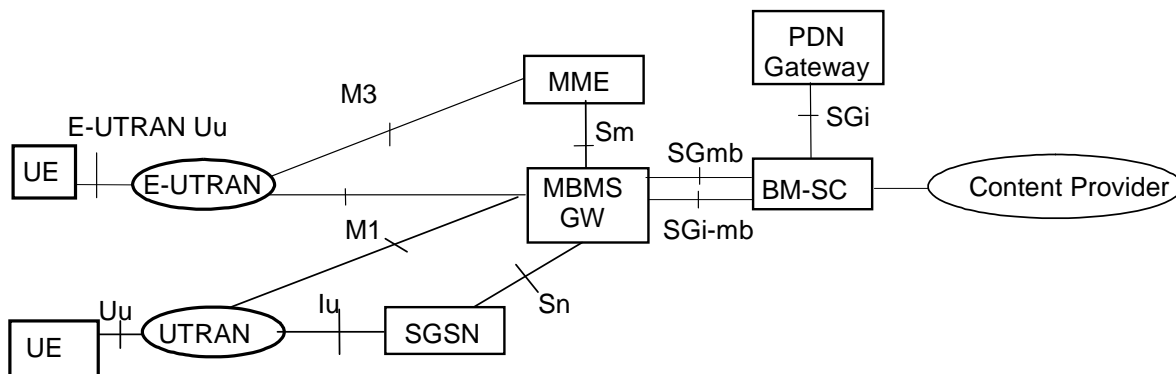 PDN
Gateway
MME
M3
SGi
E-UTRAN Uu
Sm
SGmb
UE
E-UTRAN
MBMS
GW
BM-SC
Content Provider
M1
SGi-mb
Uu
Iu
Sn
UE
UTRAN
SGSN